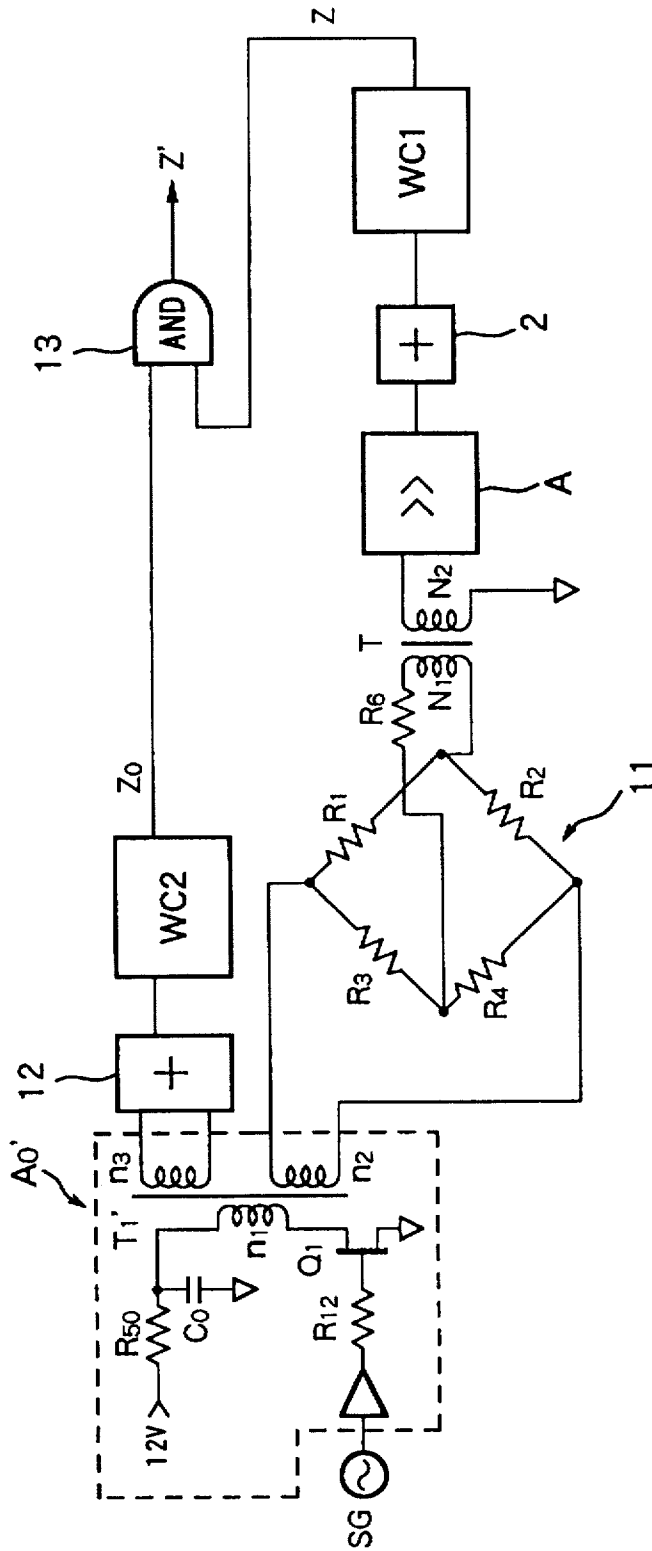 A0'
12
+
WC2
Z0
13
AND
Z'
Z
T1'
n3
n1
n2
R50
C0
12V
Q1
R12
SG
R1
R2
R3
R4
11
R6
T
N1
N2
>>
A
+
2
WC1